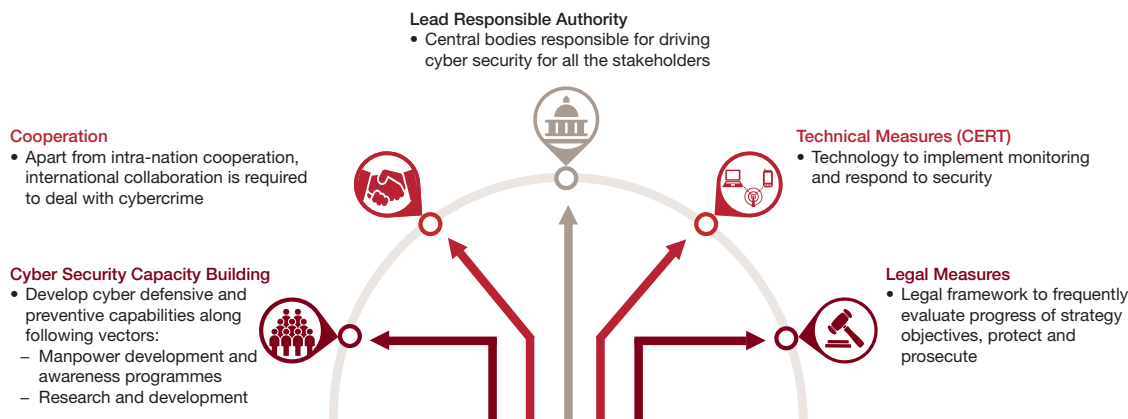 Lead Responsible Authority
• Central bodies responsible for driving
cyber security for all the stakeholders
Cooperation
• Apart from intra-nation cooperation,
international collaboration is required
to deal with cybercrime
Technical Measures (CERT)
• Technology to implement monitoring
and respond to security
Cyber Security Capacity Building
• Develop cyber defensive and
preventive capabilities along
following vectors:
– Manpower development and
awareness programmes
– Research and development
Legal Measures
• Legal framework to frequently
evaluate progress of strategy
objectives, protect and
prosecute